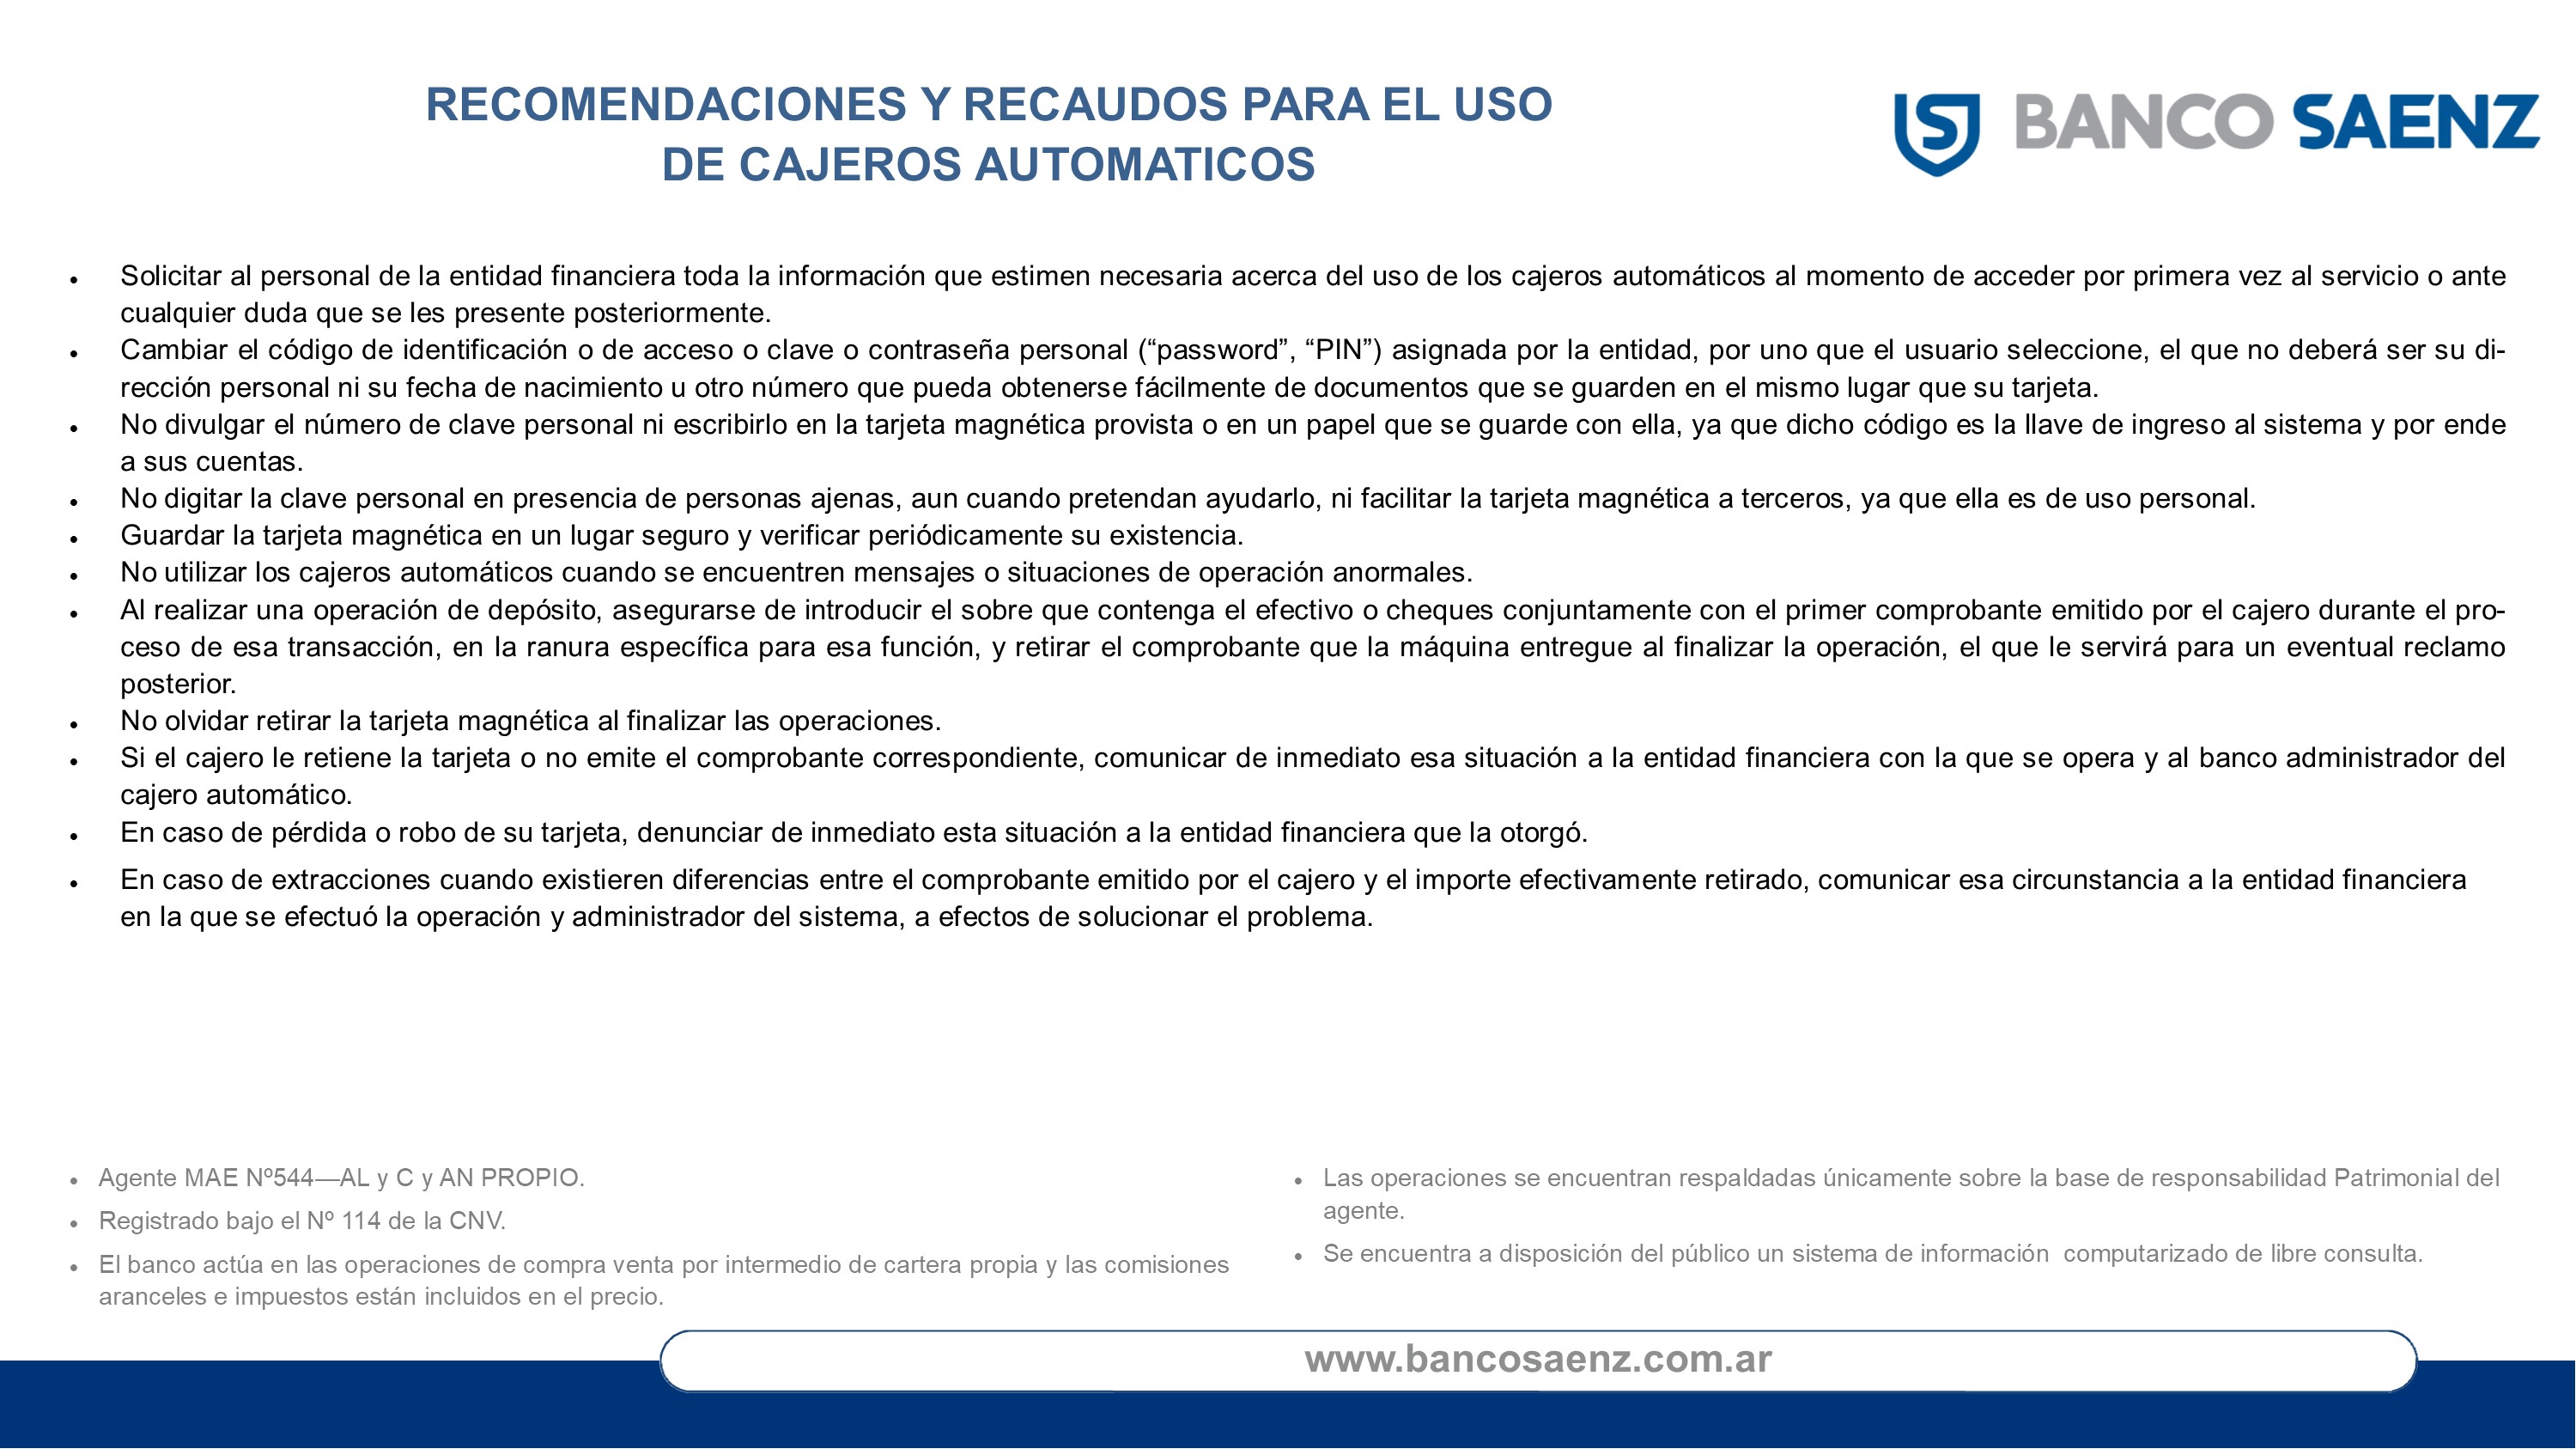 RECOMENDACIONES Y RECAUDOS PARA EL USO
DE CAJEROS AUTOMATICOS
BANCO SAENZ
• Solicitar al personal de la entidad financiera toda la información que estimen necesaria acerca del uso de los cajeros automáticos al momento de acceder por primera vez al servicio o ante
cualquier duda que se les presente posteriormente.
• Cambiar el código de identificación o de acceso o clave o contraseña personal (“password”, “PIN”) asignada por la entidad, por uno que el usuario seleccione, el que no deberá ser su di-
rección personal ni su fecha de nacimiento u otro número que pueda obtenerse fácilmente de documentos que se guarden en el mismo lugar que su tarjeta.
• No divulgar el número de clave personal ni escribirlo en la tarjeta magnética provista o en un papel que se guarde con ella, ya que dicho código es la llave de ingreso al sistema y por ende
a sus cuentas.
• No digitar la clave personal en presencia de personas ajenas, aun cuando pretendan ayudarlo, ni facilitar la tarjeta magnética a terceros, ya que ella es de uso personal.
• Guardar la tarjeta magnética en un lugar seguro y verificar periódicamente su existencia.
• No utilizar los cajeros automáticos cuando se encuentren mensajes o situaciones de operación anormales.
• Al realizar una operación de depósito, asegurarse de introducir el sobre que contenga el efectivo o cheques conjuntamente con el primer comprobante emitido por el cajero durante el pro-
ceso de esa transacción, en la ranura específica para esa función, y retirar el comprobante que la máquina entregue al finalizar la operación, el que le servirá para un eventual reclamo
posterior.
• No olvidar retirar la tarjeta magnética al finalizar las operaciones.
• Si el cajero le retiene la tarjeta o no emite el comprobante correspondiente, comunicar de inmediato esa situación a la entidad financiera con la que se opera y al banco administrador del
cajero automático.
• En caso de pérdida o robo de su tarjeta, denunciar de inmediato esta situación a la entidad financiera que la otorgó.
• En caso de extracciones cuando existieren diferencias entre el comprobante emitido por el cajero y el importe efectivamente retirado, comunicar esa circunstancia a la entidad financiera
en la que se efectuó la operación y administrador del sistema, a efectos de solucionar el problema.
• Agente MAE Nº544—AL y C y AN PROPIO.
• Registrado bajo el Nº 114 de la CNV.
• El banco actúa en las operaciones de compra venta por intermedio de cartera propia y las comisiones
aranceles e impuestos están incluidos en el precio.
• Las operaciones se encuentran respaldadas únicamente sobre la base de responsabilidad Patrimonial del
agente.
• Se encuentra a disposición del público un sistema de información computarizado de libre consulta.
www.bancosaenz.com.ar